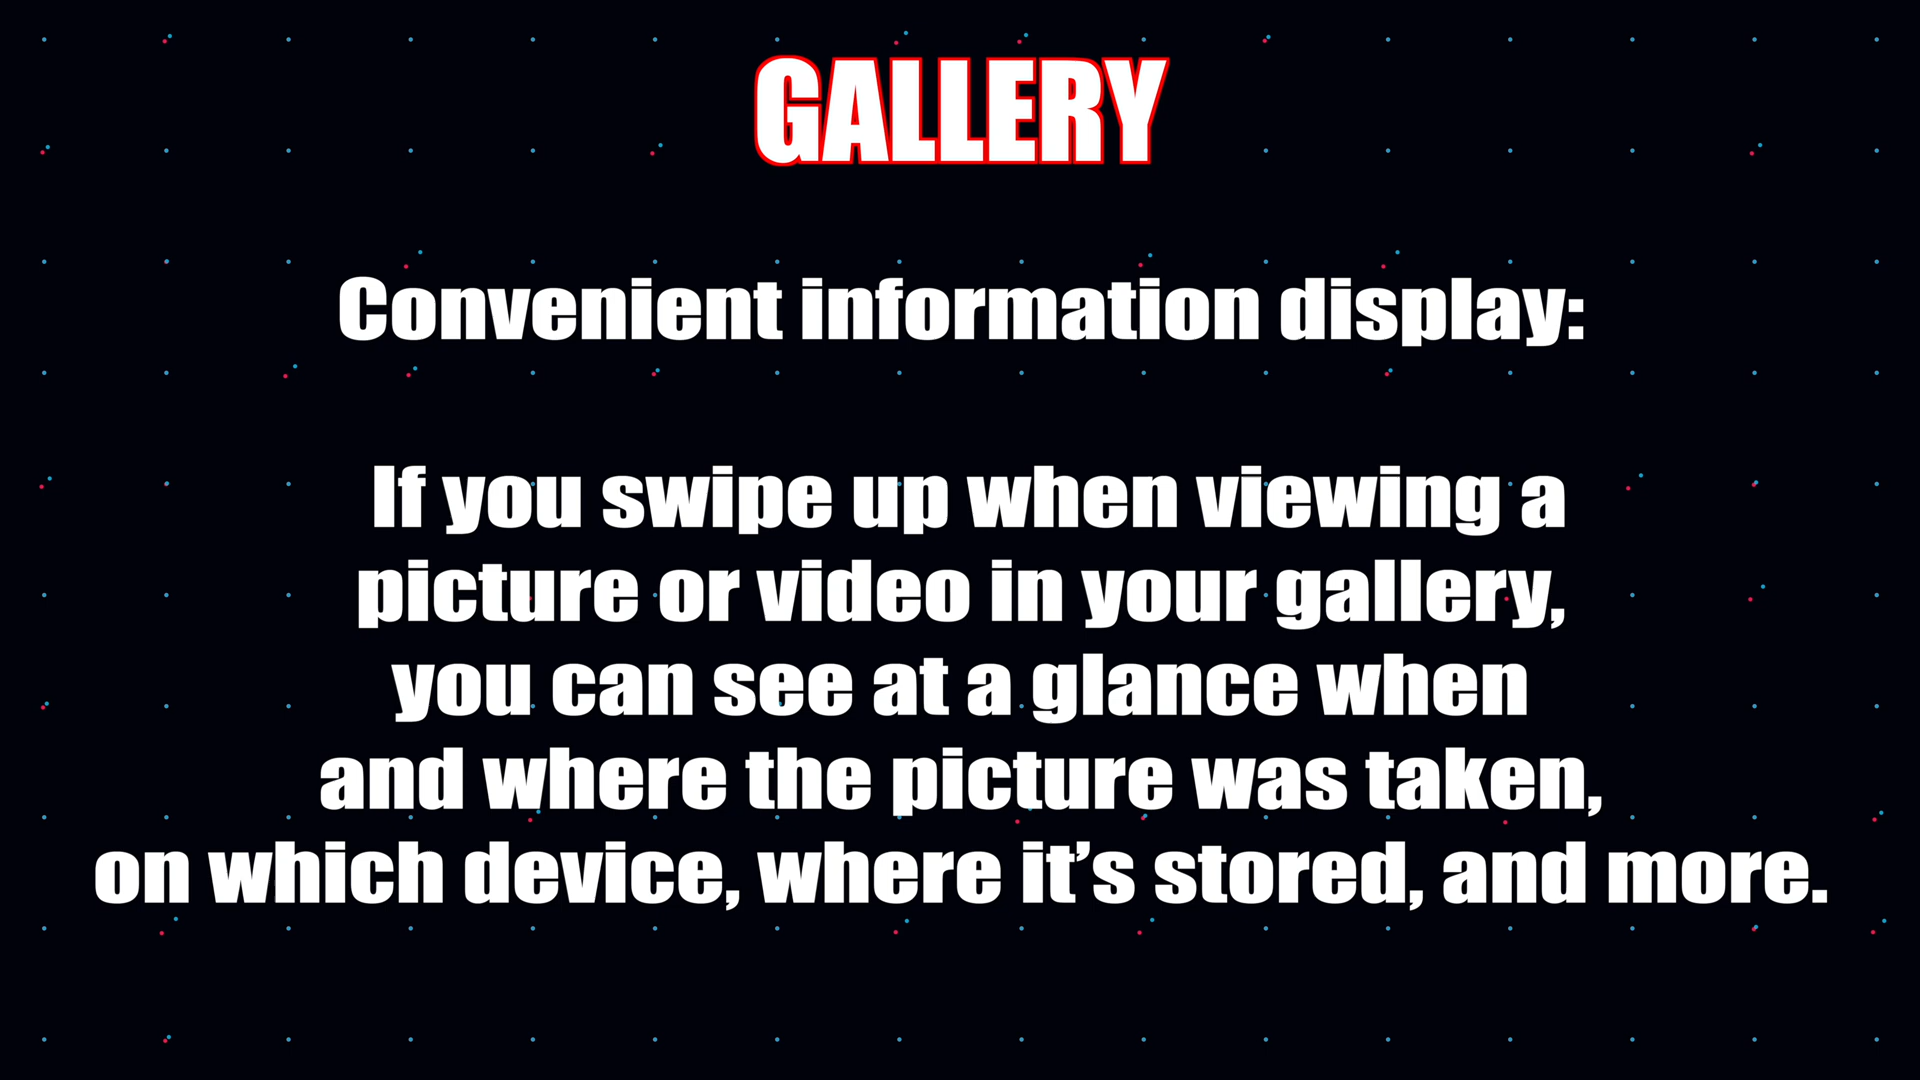 GALLERY
Convenient information display:
If you swipe up when viewing a
picture or video in your gallery,
you can see at a glance when
and where the picture was taken,
on which device, where it’s stored, and more.